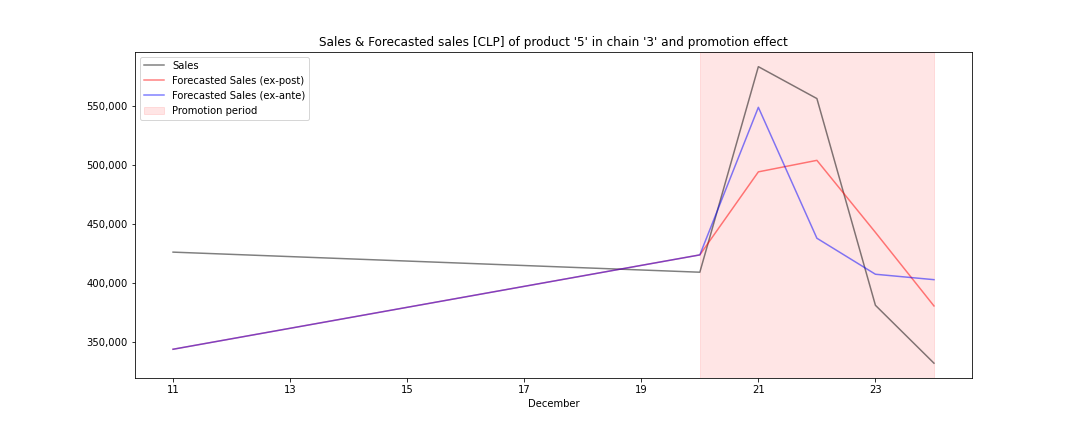 Sales & Forecasted sales [CLP] of product '5' in chain '3' and promotion effect
Sales
Forecasted Sales (ex-post)
Forecasted Sales (ex-ante)
Promotion period
550,000
500,000
450,000
400,000
350,000
11 13 15 17 19 21 23
December